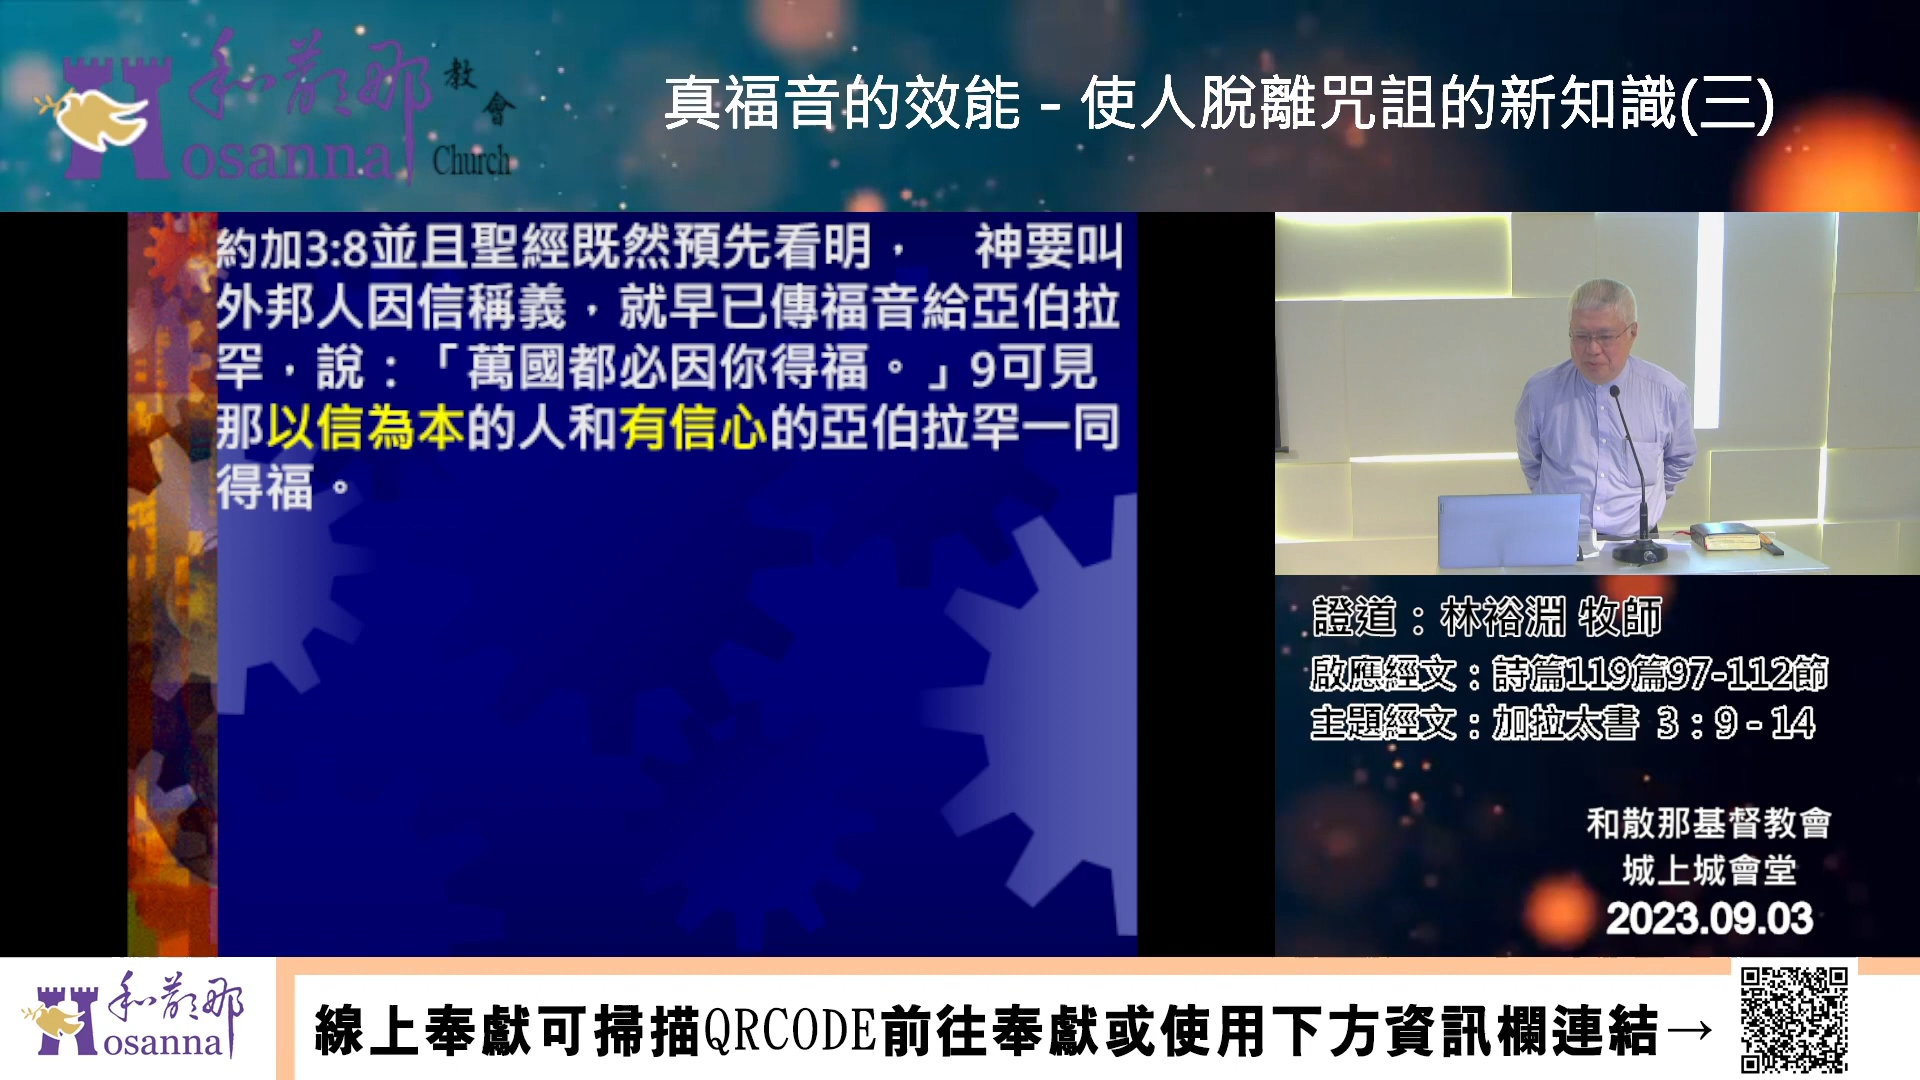 和散那
教會
Hosanna Church
真福音的效能－使人脫離咒詛的新知識(三)
約加3:8並且聖經既然預先看明，　神要叫
外邦人因信稱義，就早已傳福音給亞伯拉
罕，說：「萬國都必因你得福。」9可見
那以信為本的人和有信心的亞伯拉罕一同
得福。
證道：林裕淵 牧師
啟應經文：詩篇119篇97-112節
主題經文：加拉太書 3：9－14
和散那基督教會
城上城會堂
2023.09.03
和散那
Hosanna
線上奉獻可掃描QRCODE前往奉獻或使用下方資訊欄連結→